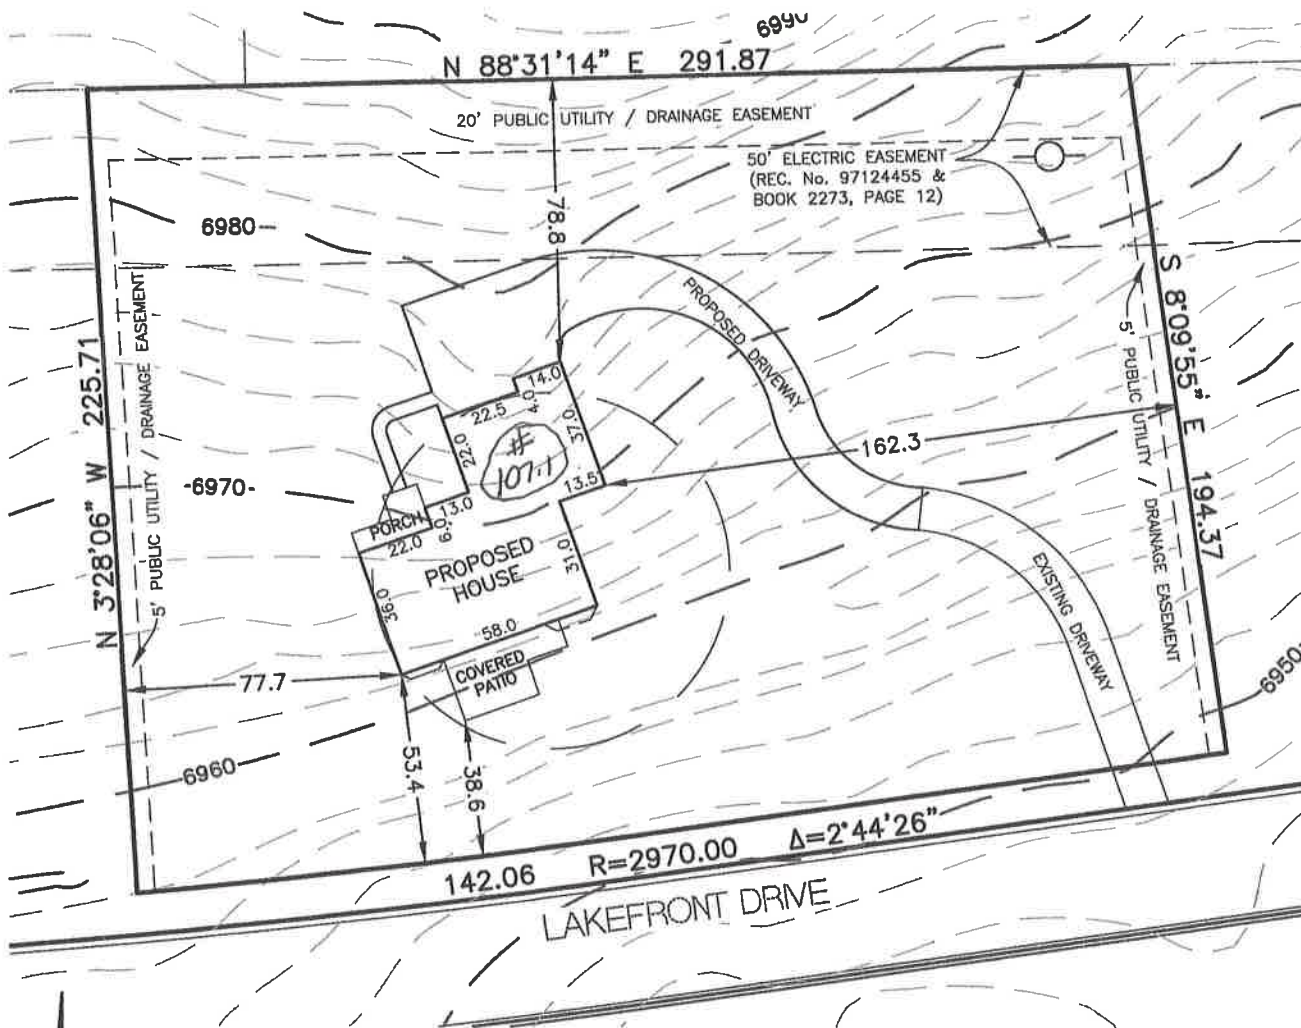 6990
N 88°31'14" E 291.87
20' PUBLIC UTILITY / DRAINAGE EASEMENT
50' ELECTRIC EASEMENT
(REC. No. 97124455 &
BOOK 2273, PAGE 12)
6980
78.8
S 8°09'55" E 194.37
5' PUBLIC UTILITY / DRAINAGE EASEMENT
PROPOSED DRIVEWAY
N 3°28'06" W 225.71
5' PUBLIC UTILITY / DRAINAGE EASEMENT
14.0
4.0
22.5
37.0
22.0
#
107.1
162.3
-6970-
13.5
13.0
PORCH
6.0
22.0
PROPOSED
HOUSE
31.0
36.0
EXISTING DRIVEWAY
58.0
COVERED
PATIO
77.7
6950
6960
53.4
38.6
142.06 R=2970.00 Δ=2°44'26"
LAKEFRONT DRIVE